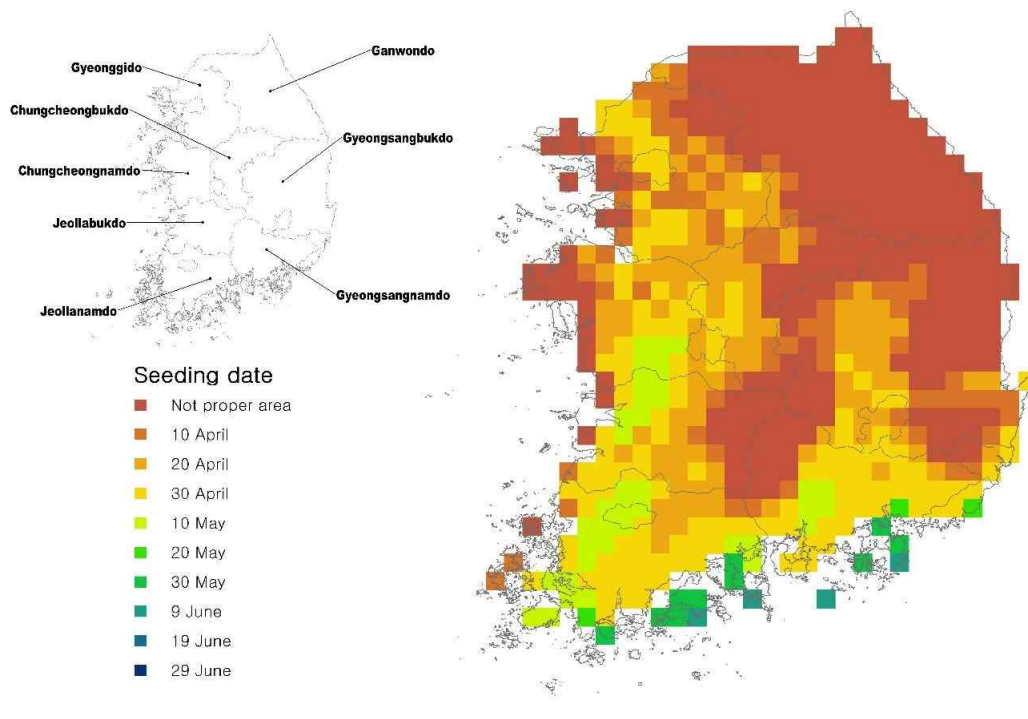 Ganwondo
Gyeonggido
Chungcheongbukdo
Gyeongsangbukdo
Chungcheongnamdo
Jeollabukdo
Gyeongsangnamdo
Jeollanamdo
Seeding date
Not proper area
10 April
20 April
30 April
10 May
20 May
30 May
9 June
19 June
29 June